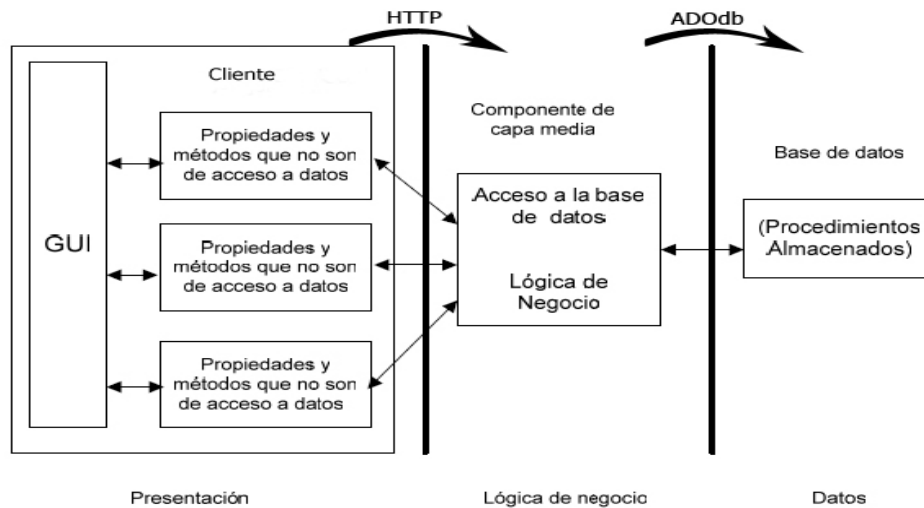 HTTP
ADOdb
Cliente
Propiedades y
métodos que no son
de acceso a datos
GUI
Propiedades y
métodos que no son
de acceso a datos
Propiedades y
métodos que no son
de acceso a datos
Componente de
capa media
Acceso a la base
de datos
Lógica de
Negocio
Base de datos
(Procedimientos
Almacenados)
Presentación
Lógica de negocio
Datos